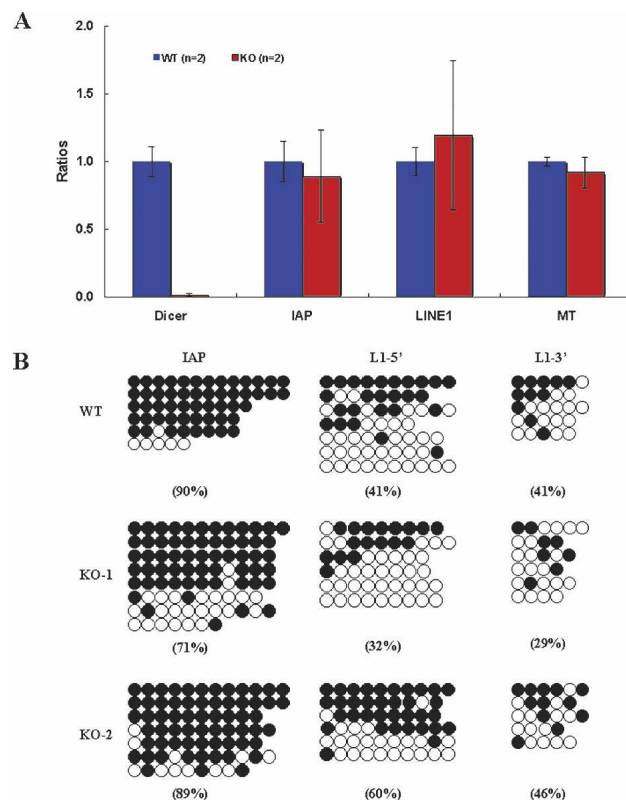 A
2.0
WT (n=2) KO (n=2)
1.5
Ratios
1.0
0.5
0.0
Dicer IAP LINE1 MT
B
IAP L1-5' L1-3'
WT
(90%) (41%) (41%)
KO-1
(71%) (32%) (29%)
KO-2
(89%) (60%) (46%)